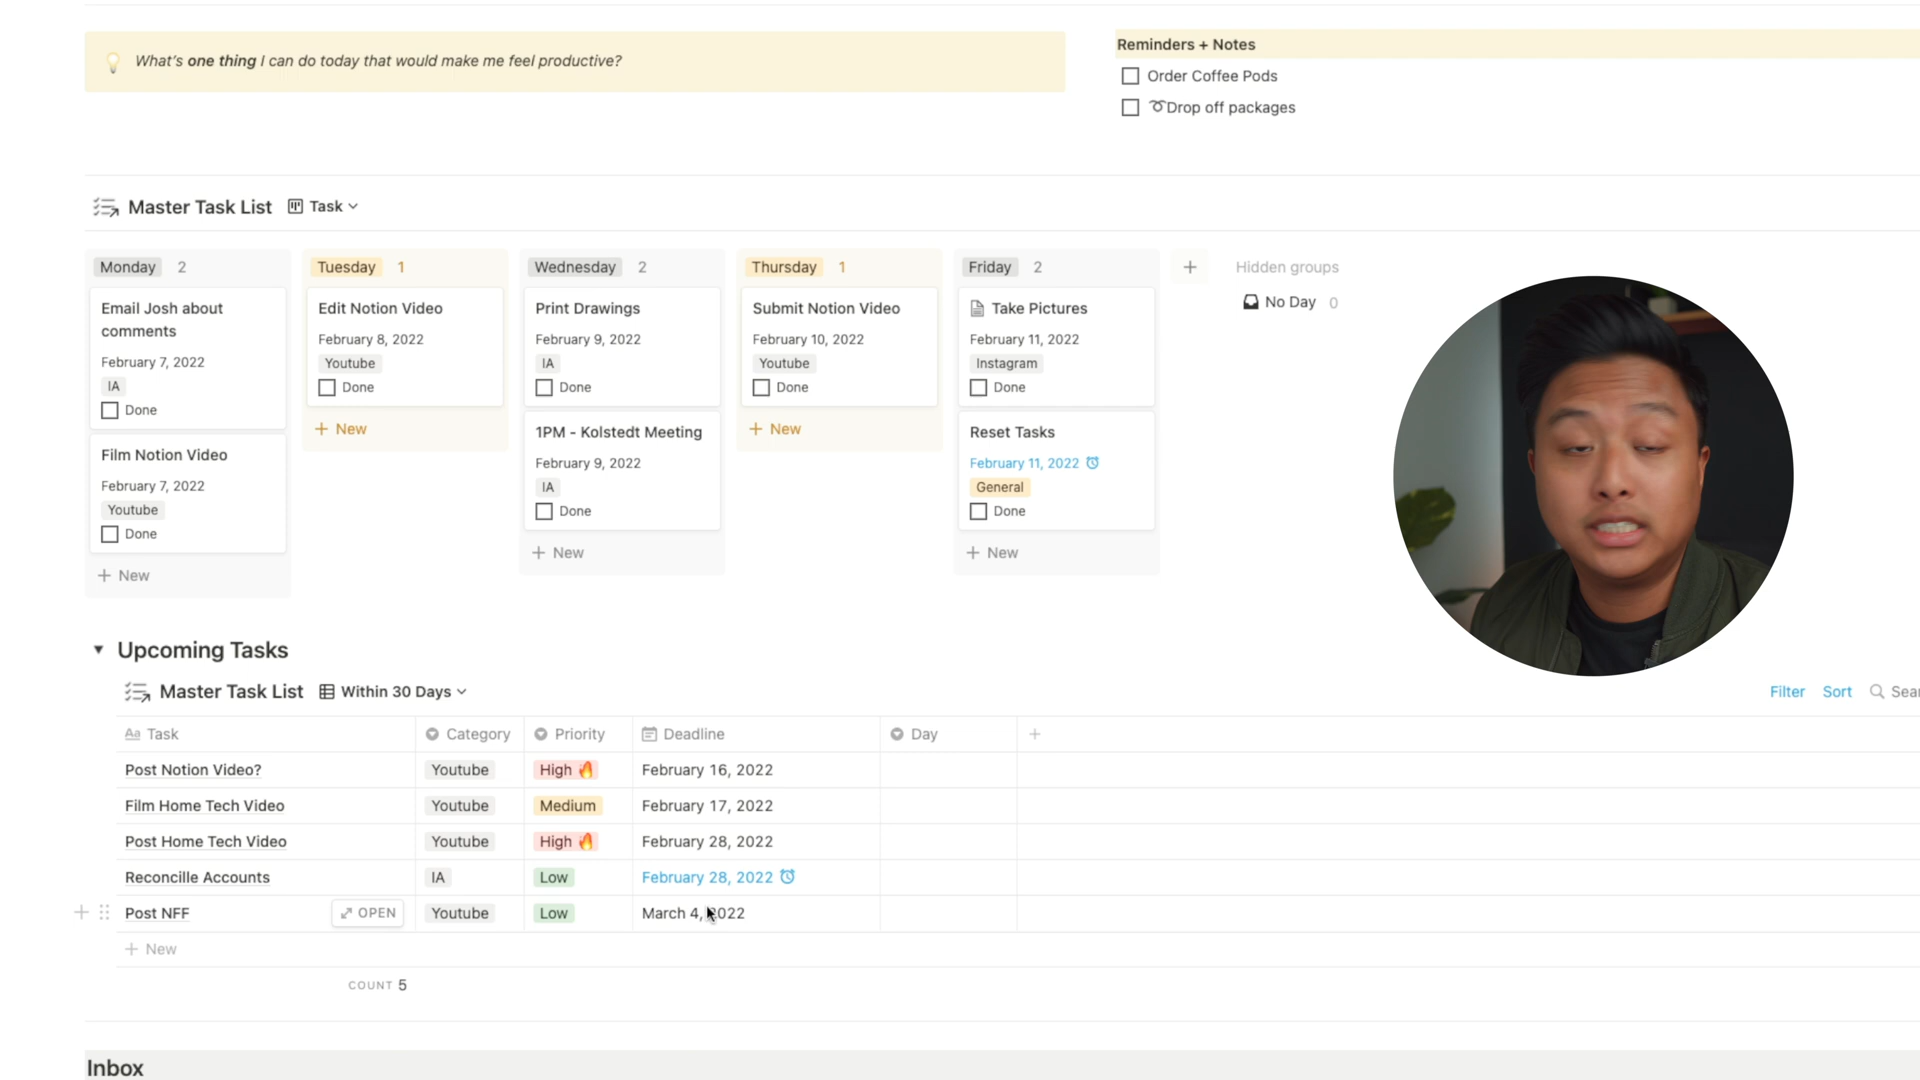 What's one thing I can do today that would make me feel productive?
Reminders + Notes
Order Coffee Pods
➰Drop off packages
Master Task List Task
Monday 2
Email Josh about
comments
February 7, 2022
IA
Done
Film Notion Video
February 7, 2022
Youtube
Done
+ New
Tuesday 1
Edit Notion Video
February 8, 2022
Youtube
Done
+ New
Wednesday 2
Print Drawings
February 9, 2022
IA
Done
1PM - Kolstedt Meeting
February 9, 2022
IA
Done
+ New
Thursday 1
Submit Notion Video
February 10, 2022
Youtube
Done
+ New
Friday 2
Take Pictures
February 11, 2022
Instagram
Done
Reset Tasks
February 11, 2022
General
Done
+ New
Hidden groups
No Day 0
Upcoming Tasks
Master Task List Within 30 Days
Filter Sort Sear
Aa Task Category Priority Deadline Day
Post Notion Video? Youtube High 🔥 February 16, 2022
Film Home Tech Video Youtube Medium February 17, 2022
Post Home Tech Video Youtube High 🔥 February 28, 2022
Reconcille Accounts IA Low February 28, 2022
Post NFF OPEN Youtube Low March 4, 2022
+ New
COUNT 5
Inbox